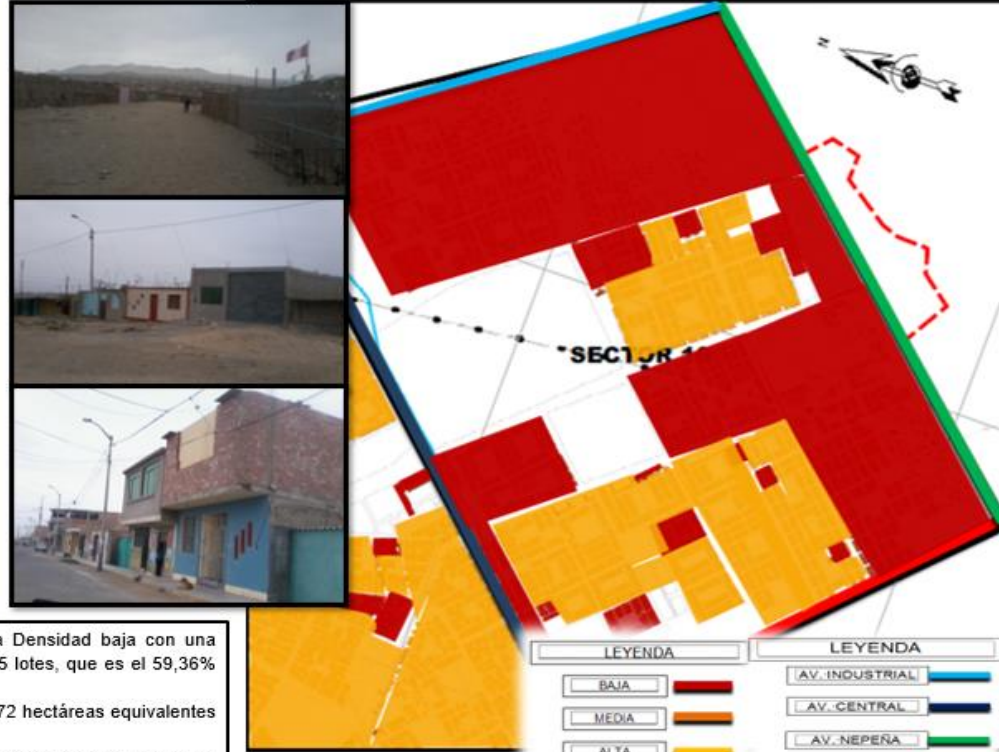 N
SECTOR
a Densidad baja con una
5 lotes, que es el 59,36%
72 hectáreas equivalentes
LEYENDA
BAJA
MEDIA
ALTA
LEYENDA
AV. INDUSTRIAL
AV. CENTRAL
AV. NEPEÑA